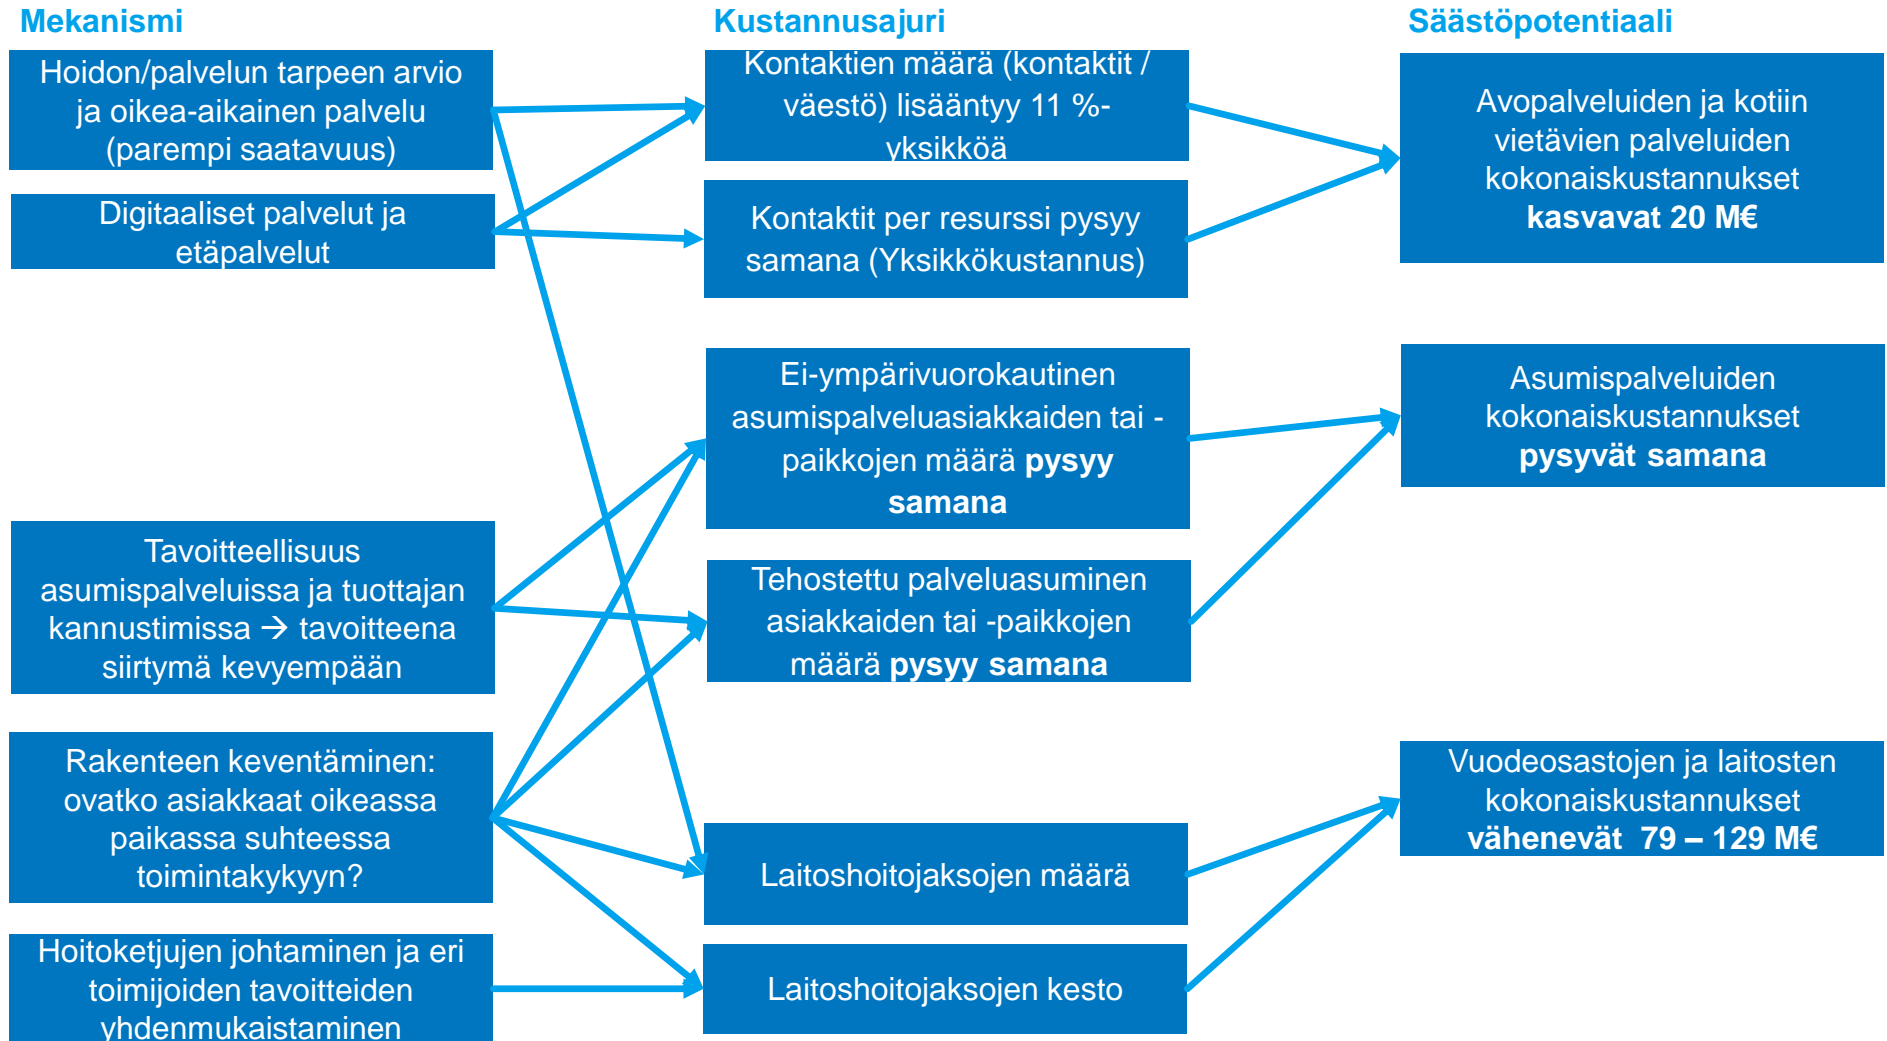 Mekanismi
Hoidon/palvelun tarpeen arvio
ja oikea-aikainen palvelu
(parempi saatavuus)
Digitaaliset palvelut ja
etäpalvelut
Tavoitteellisuus
asumispalveluissa ja tuottajan
kannustimissa → tavoitteena
siirtymä kevyempään
Rakenteen keventäminen:
ovatko asiakkaat oikeassa
paikassa suhteessa
toimintakykyyn?
Hoitoketjujen johtaminen ja eri
toimijoiden tavoitteiden
yhdenmukaistaminen
Kustannusajuri
Kontaktien määrä (kontaktit /
väestö) lisääntyy 11 %-
yksikköä
Kontaktit per resurssi pysyy
samana (Yksikkökustannus)
Ei-ympärivuorokautinen
asumispalveluasiakkaiden tai -
paikkojen määrä pysyy
samana
Tehostettu palveluasuminen
asiakkaiden tai -paikkojen
määrä pysyy samana
Laitoshoitojaksojen määrä
Laitoshoitojaksojen kesto
Säästöpotentiaali
Avopalveluiden ja kotiin
vietävien palveluiden
kokonaiskustannukset
kasvavat 20 M€
Asumispalveluiden
kokonaiskustannukset
pysyvät samana
Vuodeosastojen ja laitosten
kokonaiskustannukset
vähenevät 79 – 129 M€